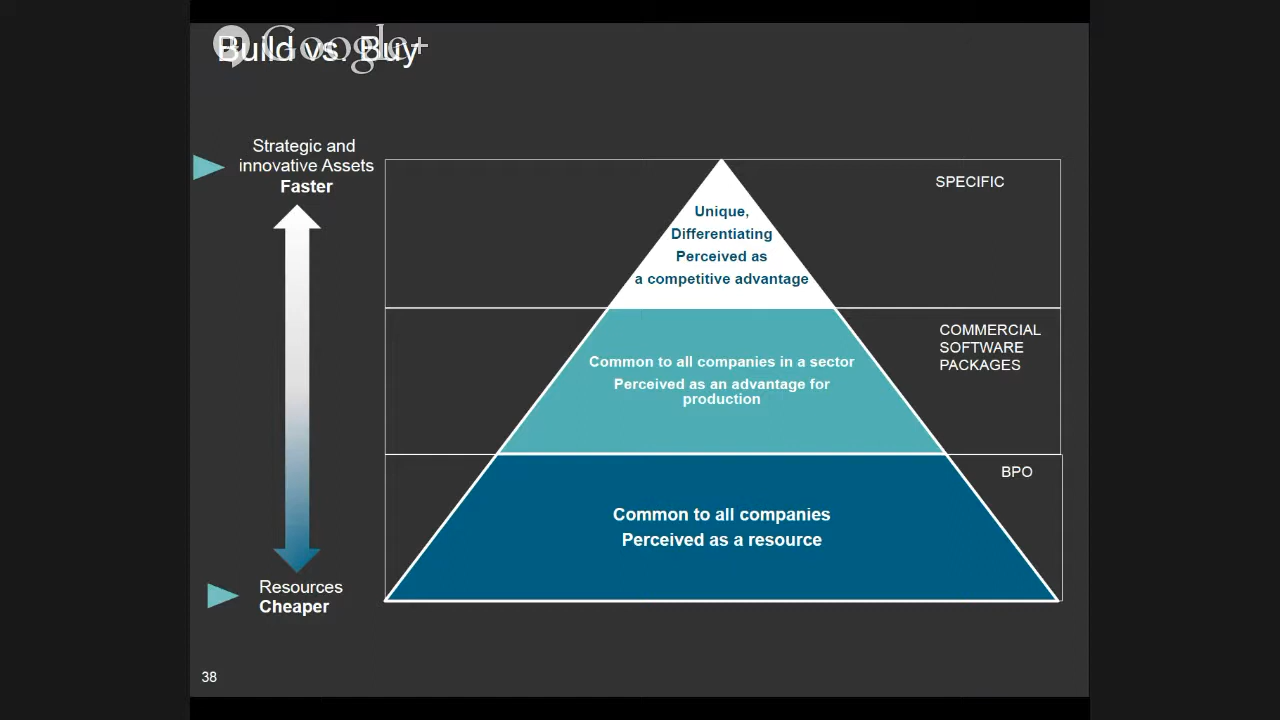 Google+
Build vs. Buy
Strategic and
innovative Assets
Faster
SPECIFIC
Unique,
Differentiating
Perceived as
a competitive advantage
COMMERCIAL
SOFTWARE
PACKAGES
Common to all companies in a sector
Perceived as an advantage for
production
BPO
Common to all companies
Perceived as a resource
Resources
Cheaper
38